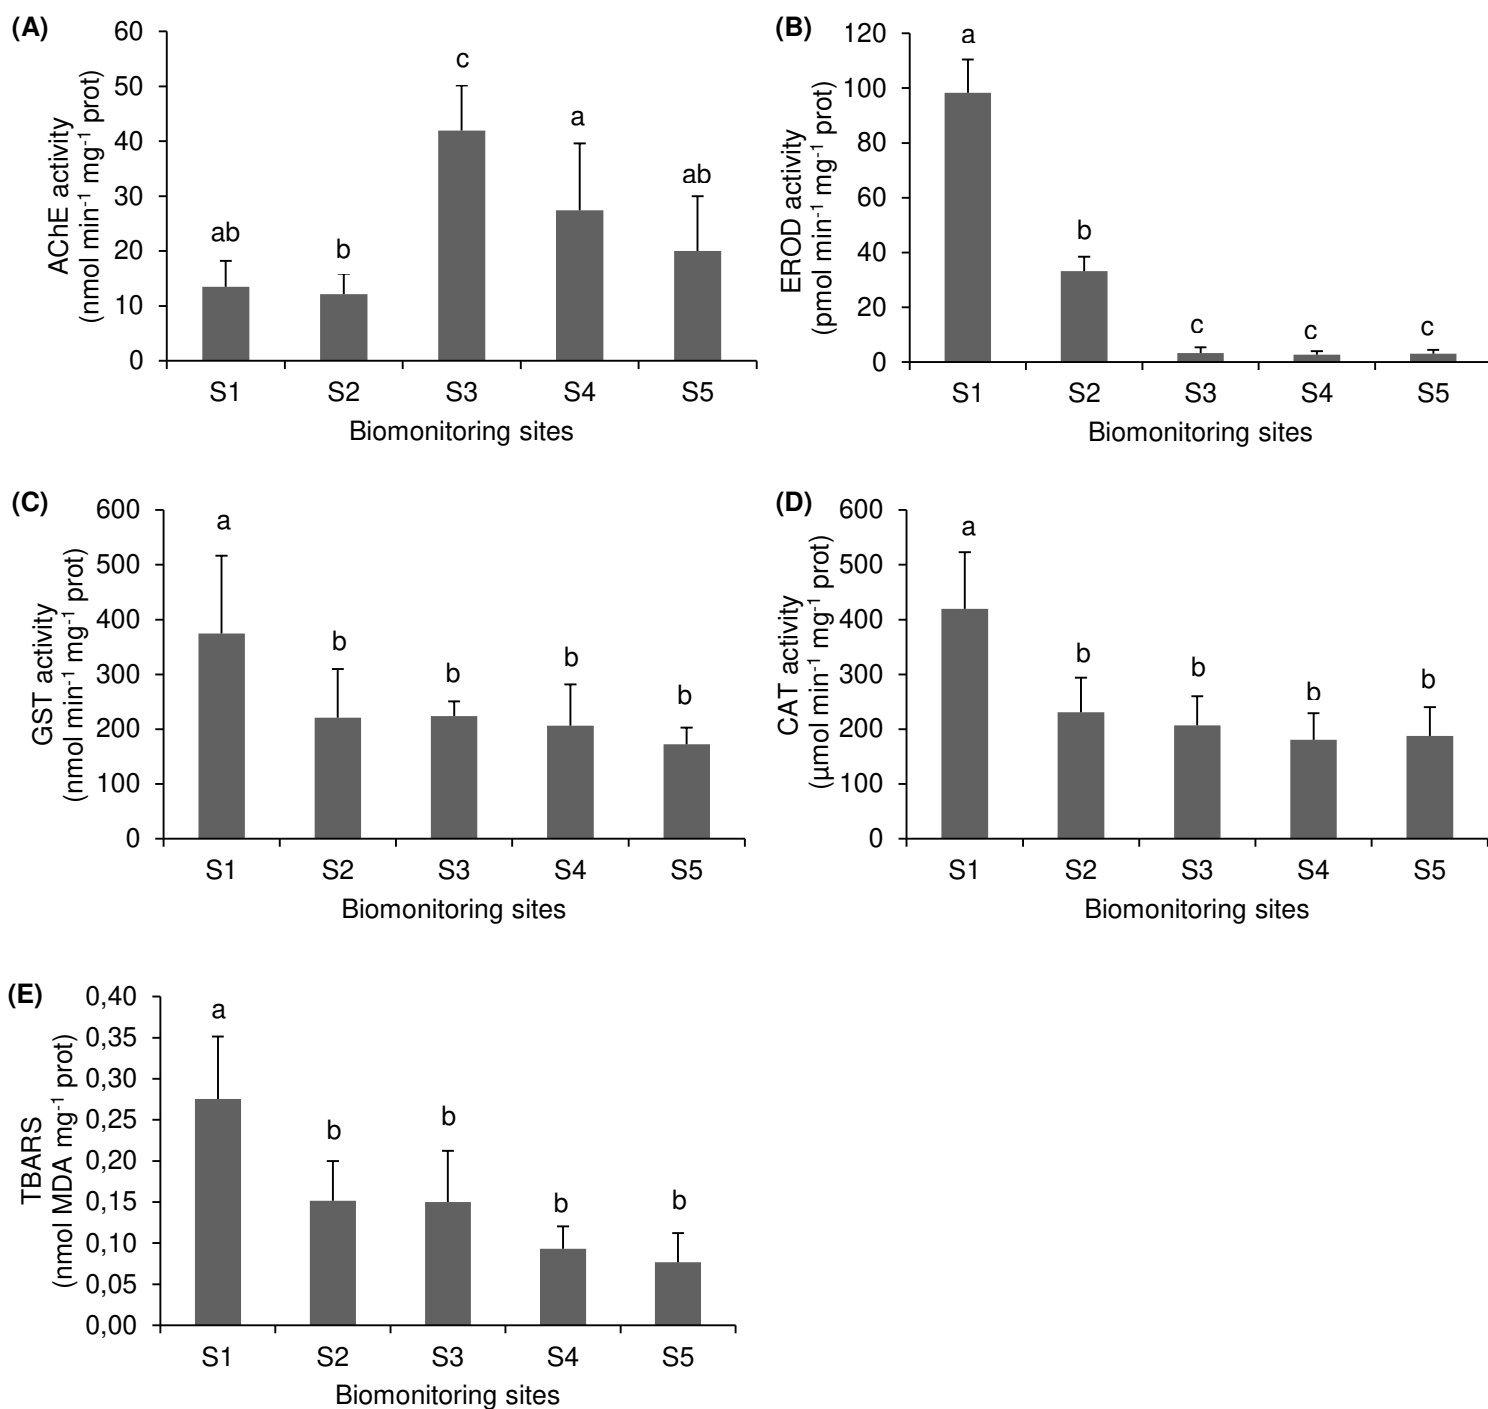 (A)
AChE activity
(nmol min⁻¹ mg⁻¹ prot)
60
50
40
30
20
10
0
ab
b
c
a
ab
S1 S2 S3 S4 S5
Biomonitoring sites
(B)
EROD activity
(pmol min⁻¹ mg⁻¹ prot)
120
100
80
60
40
20
0
a
b
c
c
c
S1 S2 S3 S4 S5
Biomonitoring sites
(C)
GST activity
(nmol min⁻¹ mg⁻¹ prot)
600
500
400
300
200
100
0
a
b
b
b
b
S1 S2 S3 S4 S5
Biomonitoring sites
(D)
CAT activity
(µmol min⁻¹ mg⁻¹ prot)
600
500
400
300
200
100
0
a
b
b
b
b
S1 S2 S3 S4 S5
Biomonitoring sites
(E)
TBARS
(nmol MDA mg⁻¹ prot)
0,40
0,35
0,30
0,25
0,20
0,15
0,10
0,05
0,00
a
b
b
b
b
S1 S2 S3 S4 S5
Biomonitoring sites